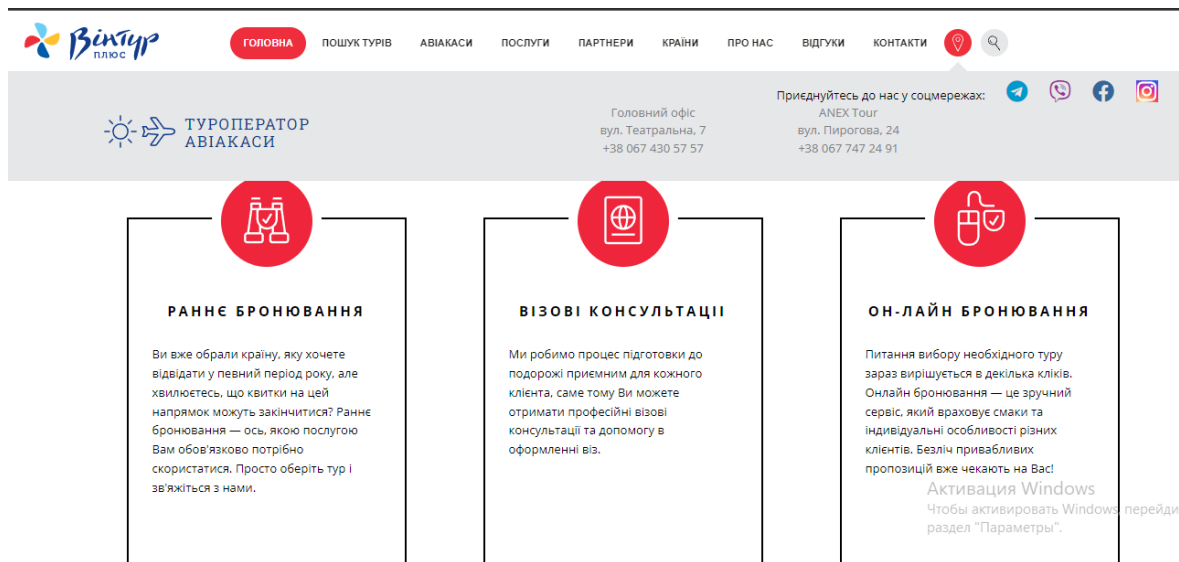 Вінтур
плюс
ГОЛОВНА ПОШУК ТУРІВ АВІАКАСИ ПОСЛУГИ ПАРТНЕРИ КРАЇНИ ПРО НАС ВІДГУКИ КОНТАКТИ
Приєднуйтесь до нас у соцмережах:
ТУРОПЕРАТОР
АВІАКАСИ
Головний офіс
вул. Театральна, 7
+38 067 430 57 57
ANEX Tour
вул. Пирогова, 24
+38 067 747 24 91
РАННЄ БРОНЮВАННЯ
Ви вже обрали країну, яку хочете
відвідати у певний період року, але
хвилюєтесь, що квитки на цей
напрямок можуть закінчитися? Раннє
бронювання — ось, якою послугою
Вам обов'язково потрібно
скористатися. Просто оберіть тур і
зв'яжіться з нами.
ВІЗОВІ КОНСУЛЬТАЦІІ
Ми робимо процес підготовки до
подорожі приємним для кожного
клієнта, саме тому Ви можете
отримати професійні візові
консультації та допомогу в
оформленні віз.
ОН-ЛАЙН БРОНЮВАННЯ
Питання вибору необхідного туру
зараз вирішується в декілька кліків.
Онлайн бронювання — це зручний
сервіс, який враховує смаки та
індивідуальні особливості різних
клієнтів. Безліч привабливих
пропозицій вже чекають на Вас!
Активация Windows
Чтобы активировать Windows, перейди
раздел "Параметры".